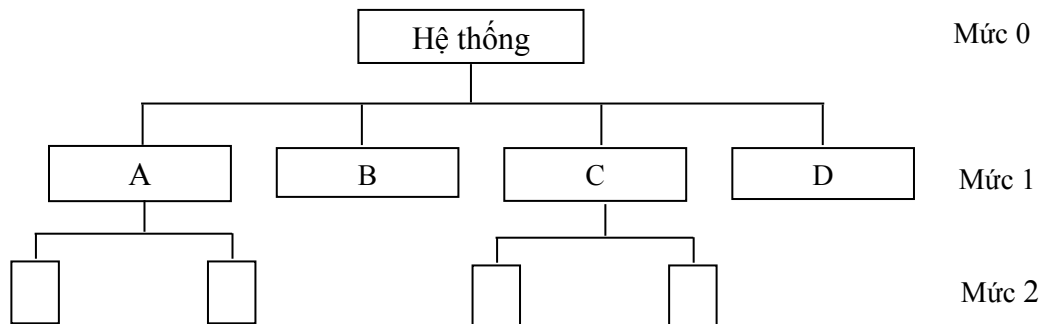 Hệ thống
Mức 0
A
B
C
D
Mức 1
Mức 2